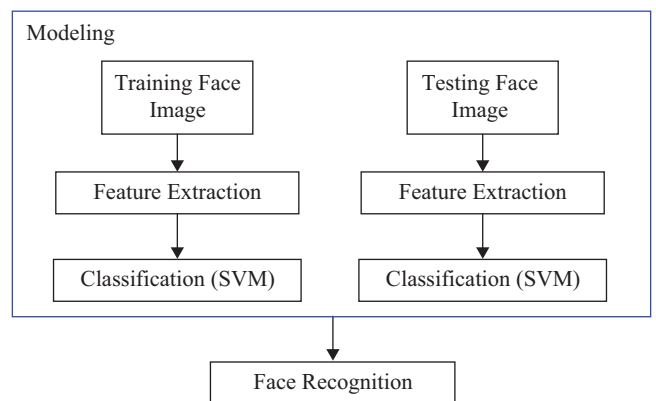 Modeling
Training Face
Image
Testing Face
Image
Feature Extraction
Feature Extraction
Classification (SVM)
Classification (SVM)
Face Recognition